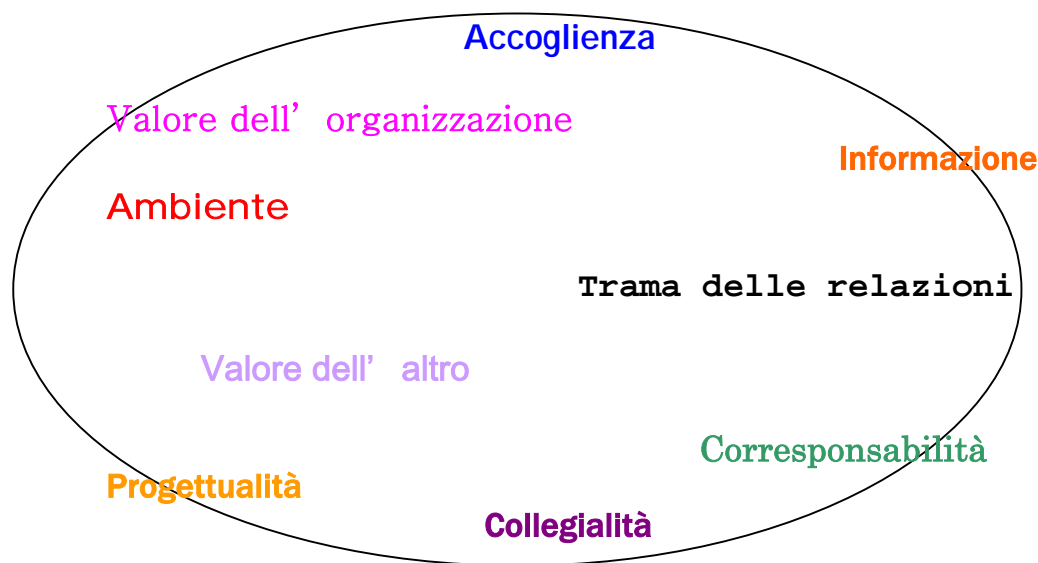 Accoglienza
Valore dell’ organizzazione
Informazione
Ambiente
Trama delle relazioni
Valore dell’ altro
Corresponsabilità
Progettualità
Collegialità